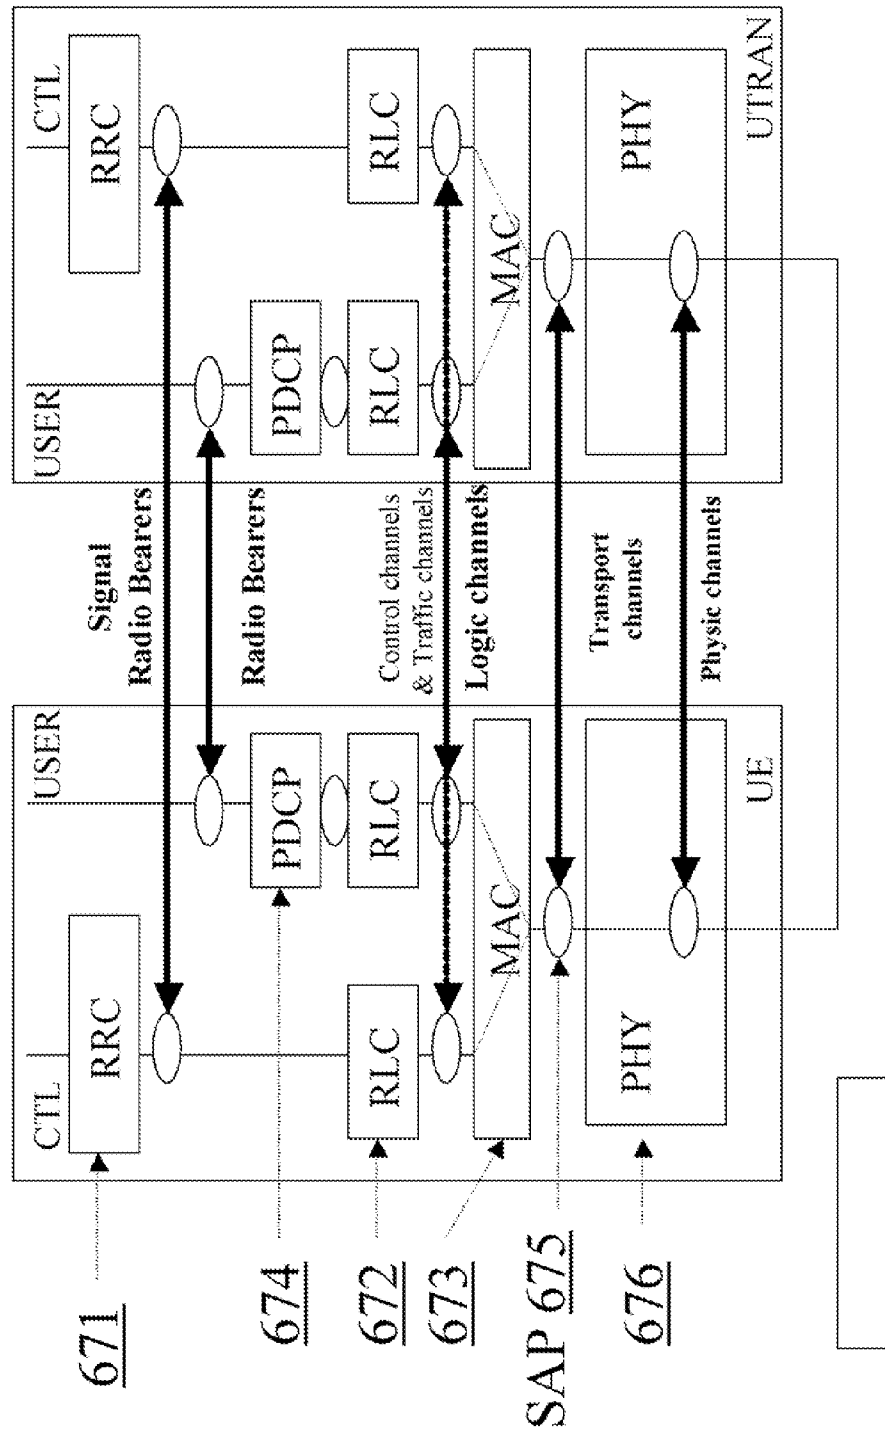 CTL
USER
USER
CTL
671
RRC
Signal
Radio Bearers
RRC
Radio Bearers
674
PDCP
PDCP
672
RLC
RLC
Control channels
& Traffic channels
RLC
RLC
673
Logic channels
MAC
MAC
SAP 675
Transport
channels
676
PHY
PHY
Physic channels
UE
UTRAN